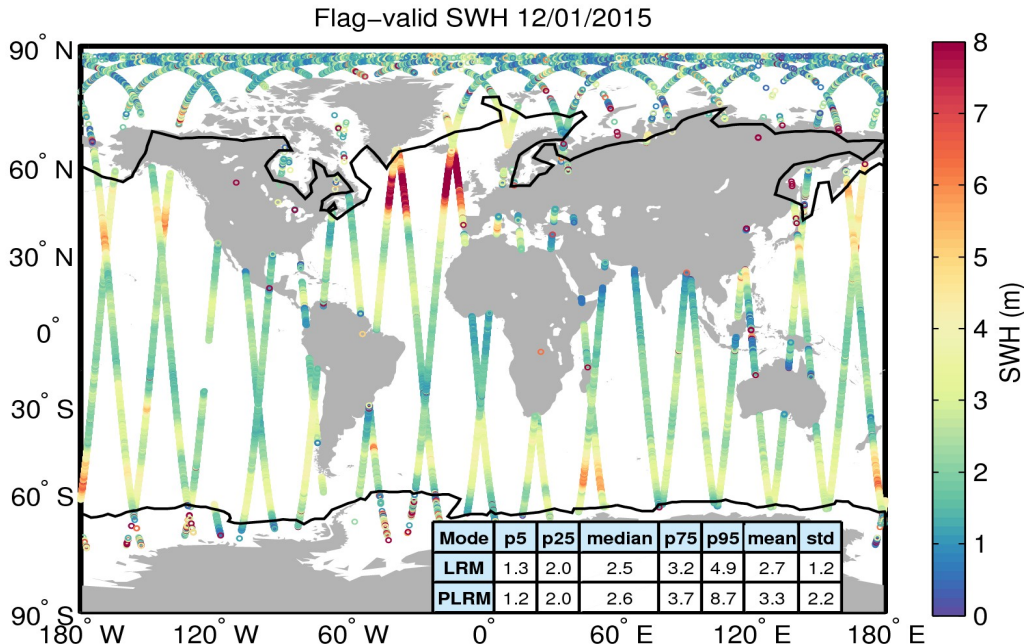 Flag−valid SWH 12/01/2015
90° N
60° N
30° N
0°
30° S
60° S
90° S
180° W
120° W
60° W
0°
60° E
120° E
180° E
8
7
6
5
4
3
2
1
0
SWH (m)
Mode p5 p25 median p75 p95 mean std
LRM 1.3 2.0 2.5 3.2 4.9 2.7 1.2
PLRM 1.2 2.0 2.6 3.7 8.7 3.3 2.2